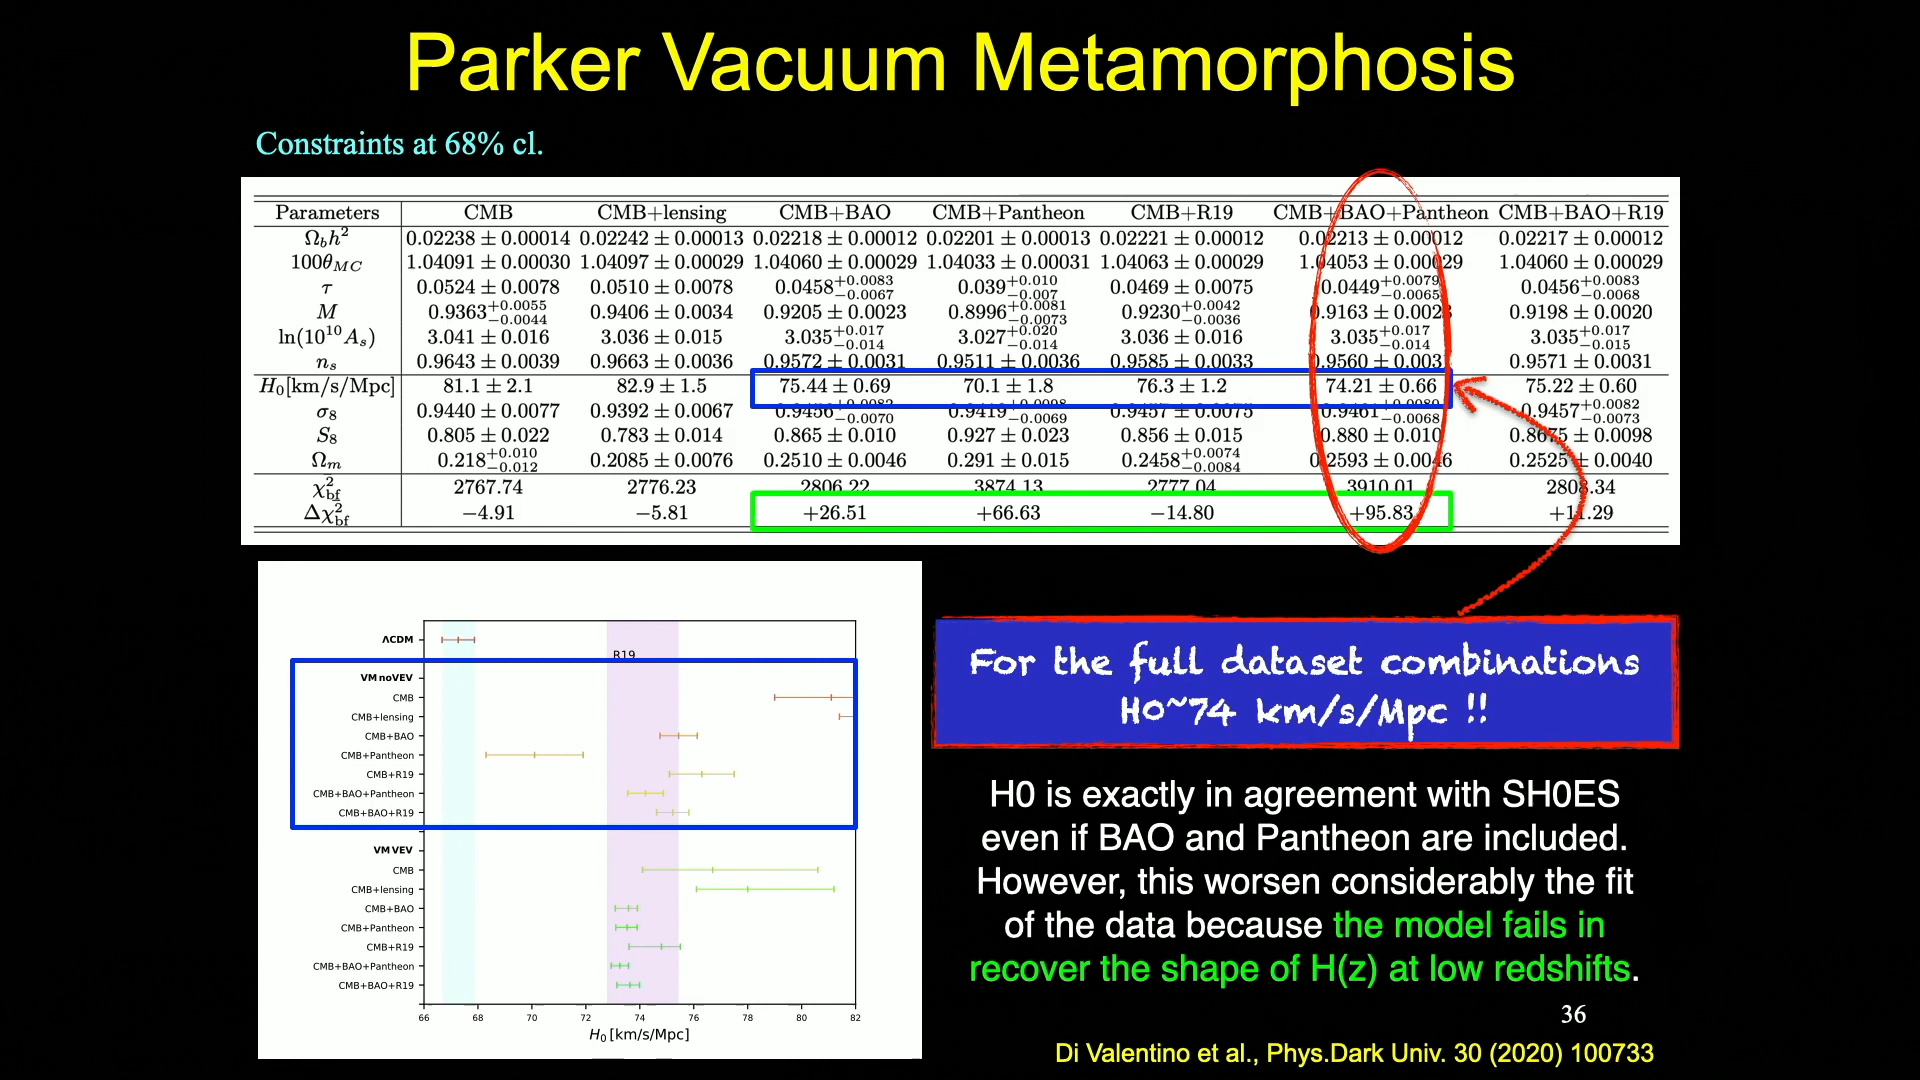 Parker Vacuum Metamorphosis
Constraints at 68% cl.
Parameters CMB CMB+lensing CMB+BAO CMB+Pantheon CMB+R19 CMB+BAO+Pantheon CMB+BAO+R19
Ω_b h² 0.02238 ± 0.00014 0.02242 ± 0.00013 0.02218 ± 0.00012 0.02201 ± 0.00013 0.02221 ± 0.00012 0.02213 ± 0.00012 0.02217 ± 0.00012
100θ_MC 1.04091 ± 0.00030 1.04097 ± 0.00029 1.04060 ± 0.00029 1.04033 ± 0.00031 1.04063 ± 0.00029 1.04053 ± 0.00029 1.04060 ± 0.00029
τ 0.0524 ± 0.0078 0.0510 ± 0.0078 0.0458 +0.0083 −0.0067 0.039 +0.010 −0.007 0.0469 ± 0.0075 0.0449 +0.0079 −0.0065 0.0456 +0.0083 −0.0068
M 0.9363 +0.0055 −0.0044 0.9406 ± 0.0034 0.9205 ± 0.0023 0.8996 +0.0081 −0.0073 0.9230 +0.0042 −0.0036 0.9163 ± 0.0023 0.9198 ± 0.0020
ln(10¹⁰A_s) 3.041 ± 0.016 3.036 ± 0.015 3.035 +0.017 −0.014 3.027 +0.020 −0.014 3.036 ± 0.016 3.035 +0.017 −0.014 3.035 +0.017 −0.015
n_s 0.9643 ± 0.0039 0.9663 ± 0.0036 0.9572 ± 0.0031 0.9511 ± 0.0036 0.9585 ± 0.0033 0.9560 ± 0.0031 0.9571 ± 0.0031
H₀[km/s/Mpc] 81.1 ± 2.1 82.9 ± 1.5 75.44 ± 0.69 70.1 ± 1.8 76.3 ± 1.2 74.21 ± 0.66 75.22 ± 0.60
σ₈ 0.9440 ± 0.0077 0.9392 ± 0.0067 0.9456 +0.0082 −0.0070 0.9419 +0.0098 −0.0069 0.9457 ± 0.0075 0.9461 +0.0080 −0.0068 0.9457 +0.0082 −0.0073
S₈ 0.805 ± 0.022 0.783 ± 0.014 0.865 ± 0.010 0.927 ± 0.023 0.856 ± 0.015 0.880 ± 0.010 0.8675 ± 0.0098
Ω_m 0.218 +0.010 −0.012 0.2085 ± 0.0076 0.2510 ± 0.0046 0.291 ± 0.015 0.2458 +0.0074 −0.0084 0.2593 ± 0.0046 0.2525 ± 0.0040
χ²_bf 2767.74 2776.23 2806.22 3874.13 2777.04 3910.01 2808.34
Δχ²_bf −4.91 −5.81 +26.51 +66.63 −14.80 +95.83 +11.29
ΛCDM
R19
VM noVEV
CMB
CMB+lensing
CMB+BAO
CMB+Pantheon
CMB+R19
CMB+BAO+Pantheon
CMB+BAO+R19
VM VEV
CMB
CMB+lensing
CMB+BAO
CMB+Pantheon
CMB+R19
CMB+BAO+Pantheon
CMB+BAO+R19
66 68 70 72 74 76 78 80 82
H₀ [km/s/Mpc]
For the full dataset combinations
H0~74 km/s/Mpc !!
H0 is exactly in agreement with SH0ES
even if BAO and Pantheon are included.
However, this worsen considerably the fit
of the data because the model fails in
recover the shape of H(z) at low redshifts.
36
Di Valentino et al., Phys.Dark Univ. 30 (2020) 100733